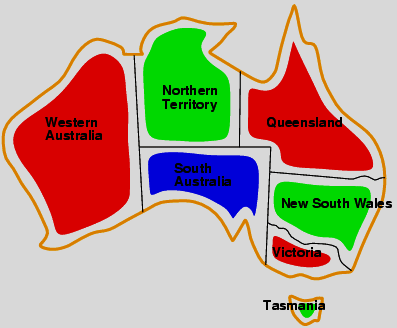 Northern
Territory
Western
Australia
Queensland
South
Australia
New South Wales
Victoria
Tasmania